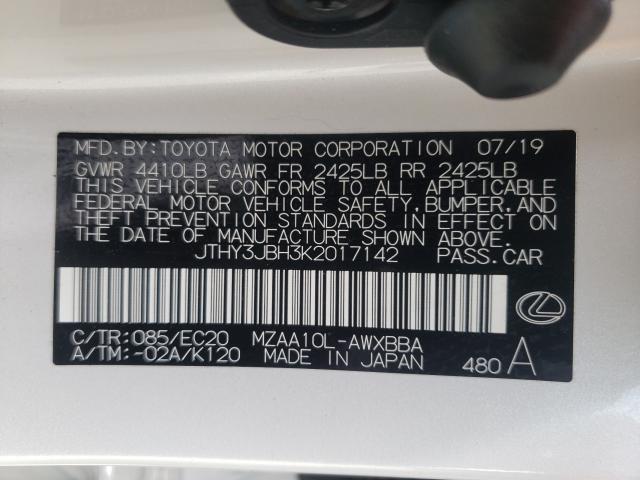 MFD. BY: TOYOTA MOTOR CORPORATION 07/19
GVWR 4410LB GAWR FR 2425LB RR 2425LB
THIS VEHICLE CONFORMS TO ALL APPLICABLE
FEDERAL MOTOR VEHICLE SAFETY, BUMPER, AND
THEFT PREVENTION STANDARDS IN EFFECT ON
THE DATE OF MANUFACTURE SHOWN ABOVE.
JTHY3JBH3K2017142 PASS. CAR
C/TR: 085/EC20 MZAA10L-AWXBBA
A/TM: -02A/K120 MADE IN JAPAN 480 A